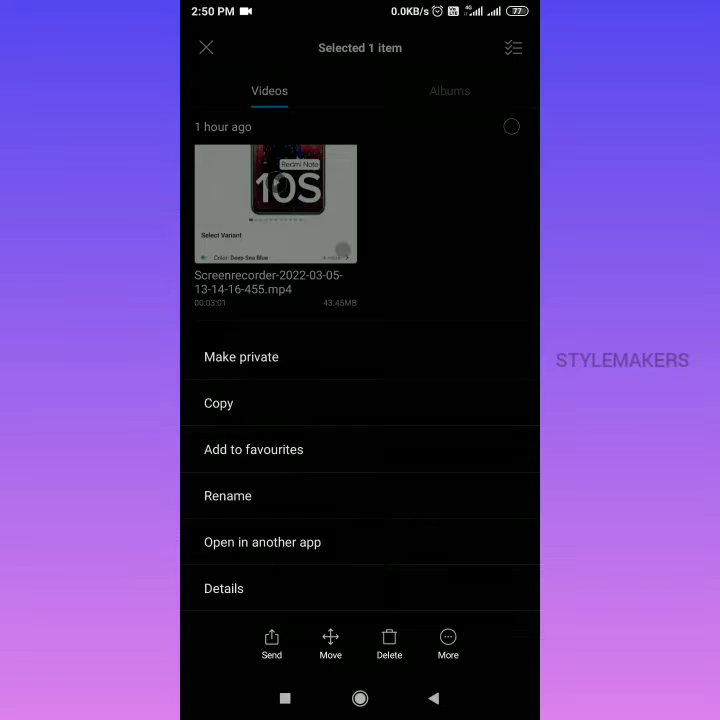 2:50 PM
0.0KB/s
4G
77
Selected 1 item
Videos
Albums
1 hour ago
Redmi Note
10S
Select Variant
Color: Deep Sea Blue
Screenrecorder-2022-03-05-
13-14-16-455.mp4
00:03:01
43.45MB
Make private
STYLEMAKERS
Copy
Add to favourites
Rename
Open in another app
Details
Send
Move
Delete
More